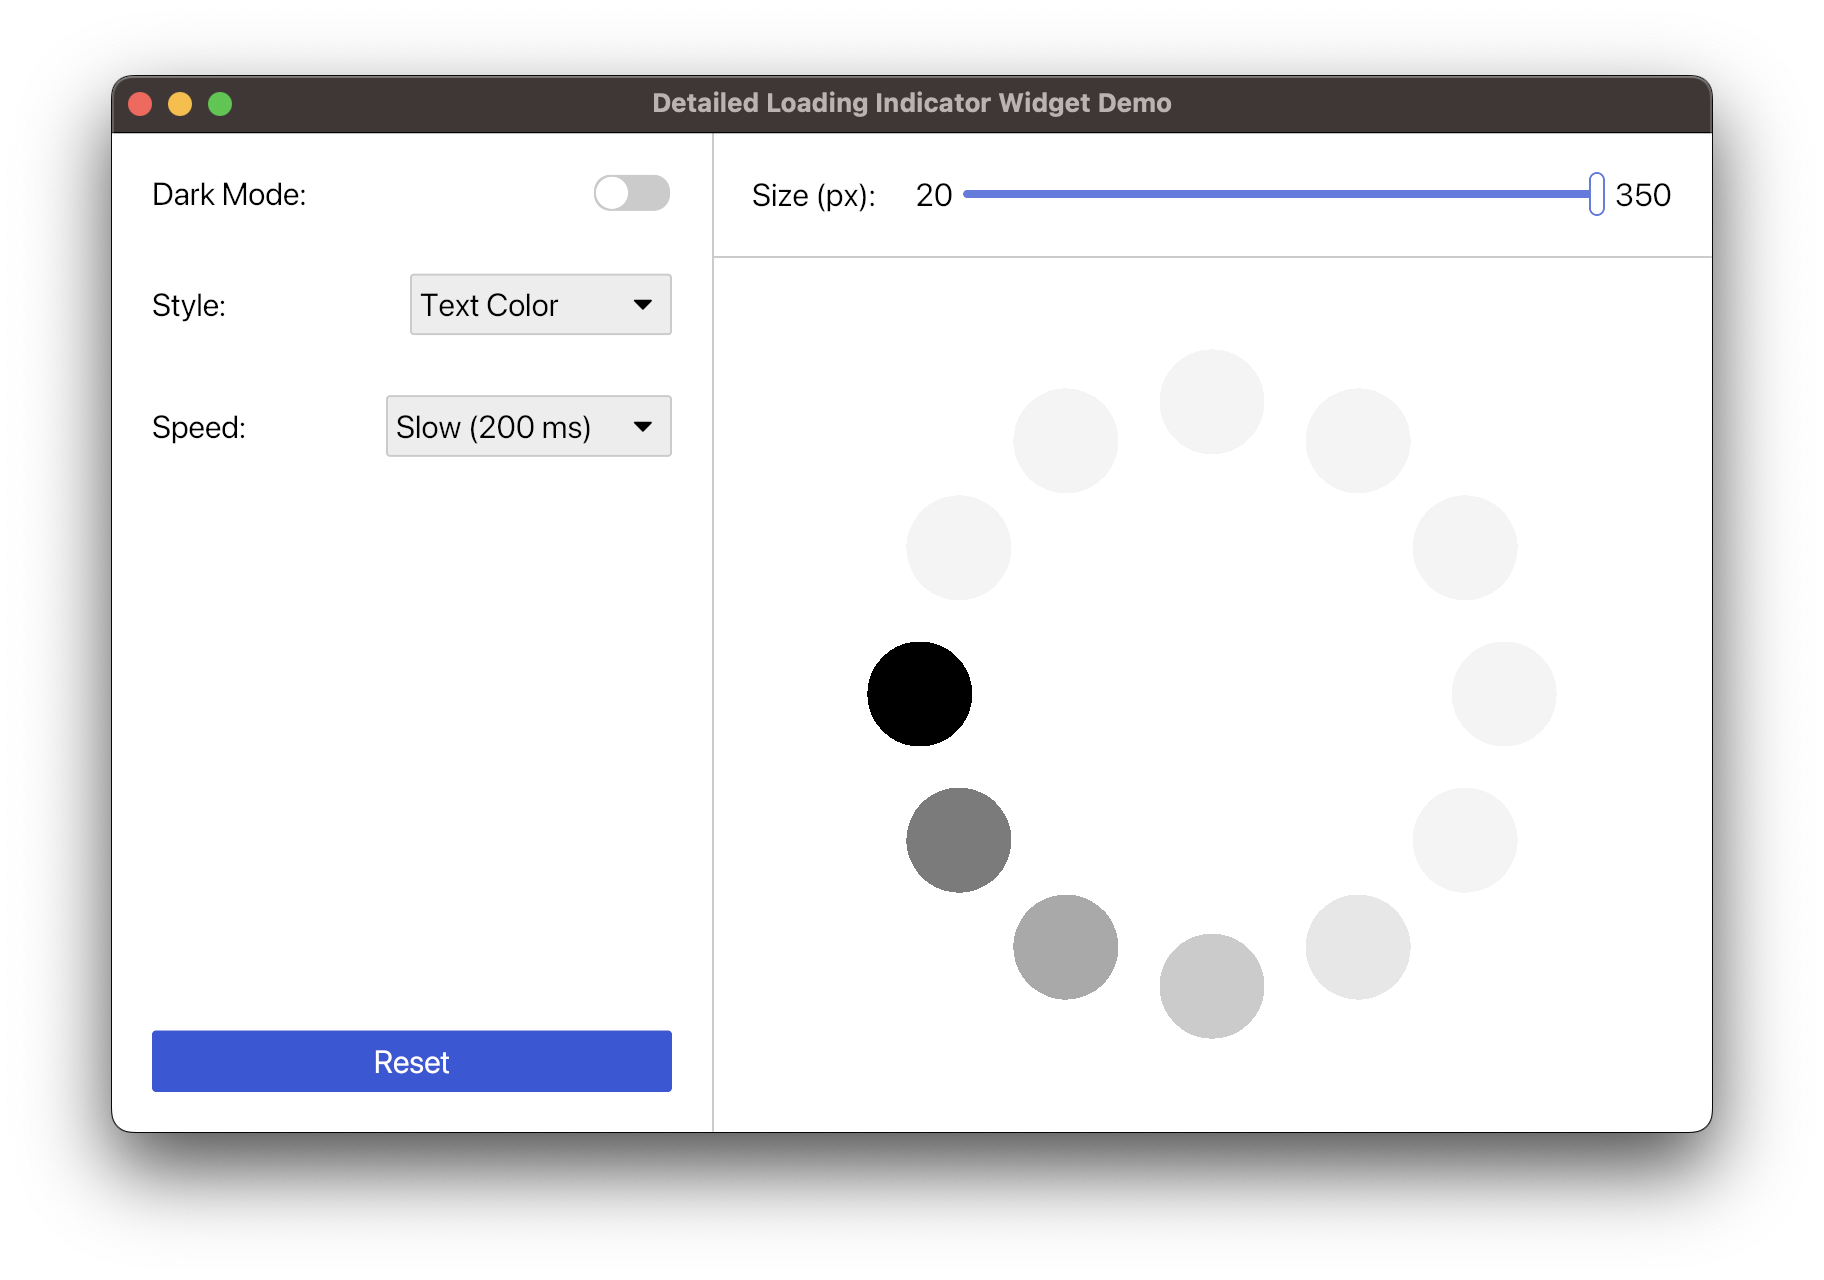 Detailed Loading Indicator Widget Demo
Dark Mode:
Style:
Text Color
Speed:
Slow (200 ms)
Reset
Size (px): 20 350